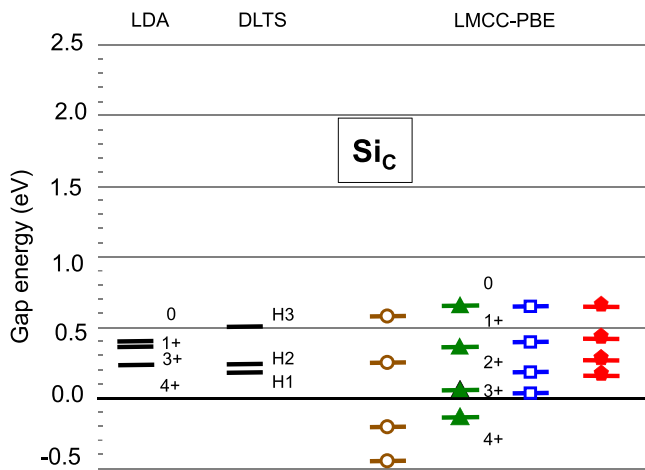 LDA DLTS LMCC-PBE
2.5
2.0
Si_C
1.5
Gap energy (eV)
1.0
0
0 H3 1+
0.5
1+ H2 2+
3+
4+ H1 3+
0.0
4+
-0.5